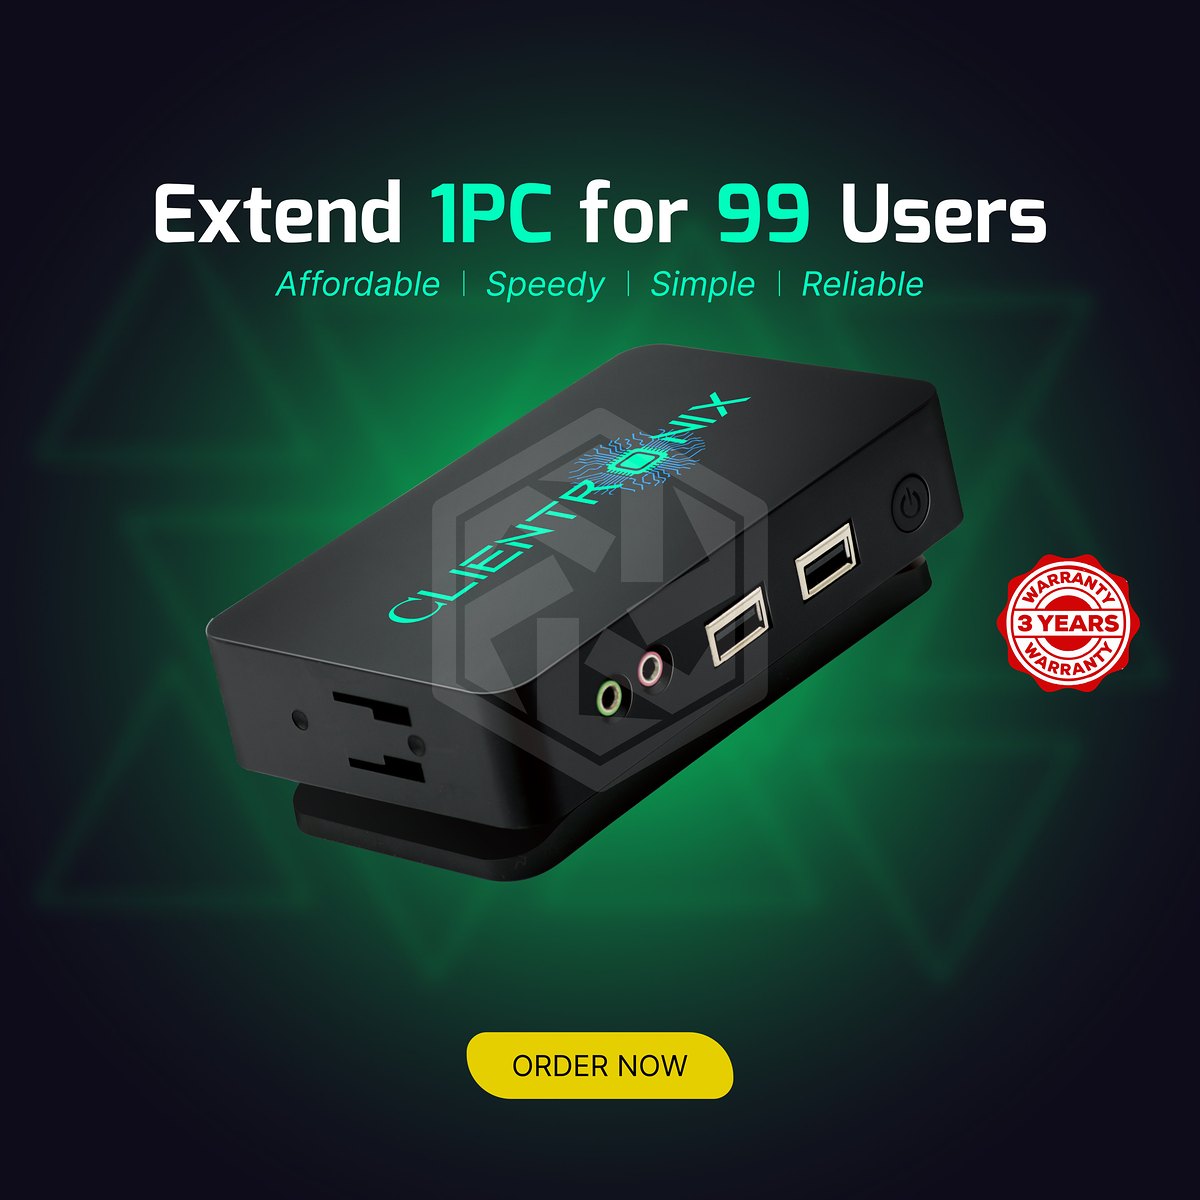 Extend 1PC for 99 Users
Affordable | Speedy | Simple | Reliable
CLIENTRONIX
WARRANTY
3 YEARS
WARRANTY
ORDER NOW